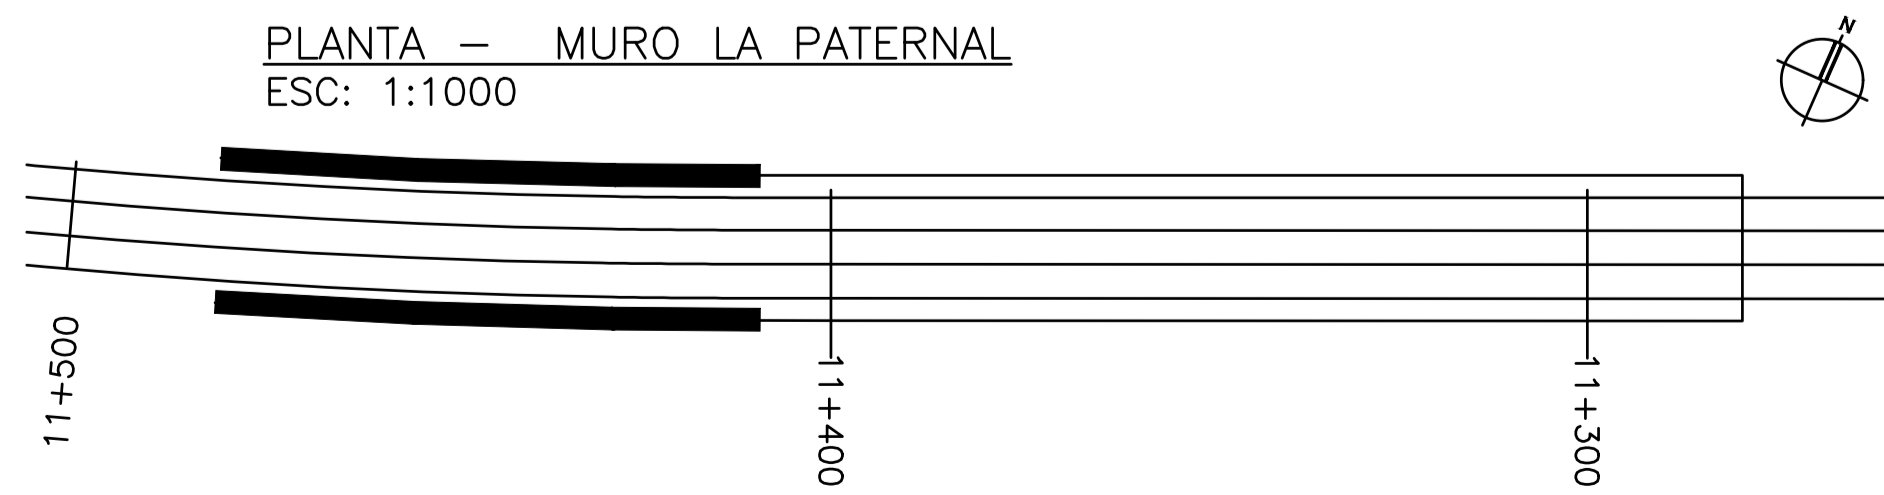 PLANTA - MURO LA PATERNAL
ESC: 1:1000
N
11+500
11+400
11+300